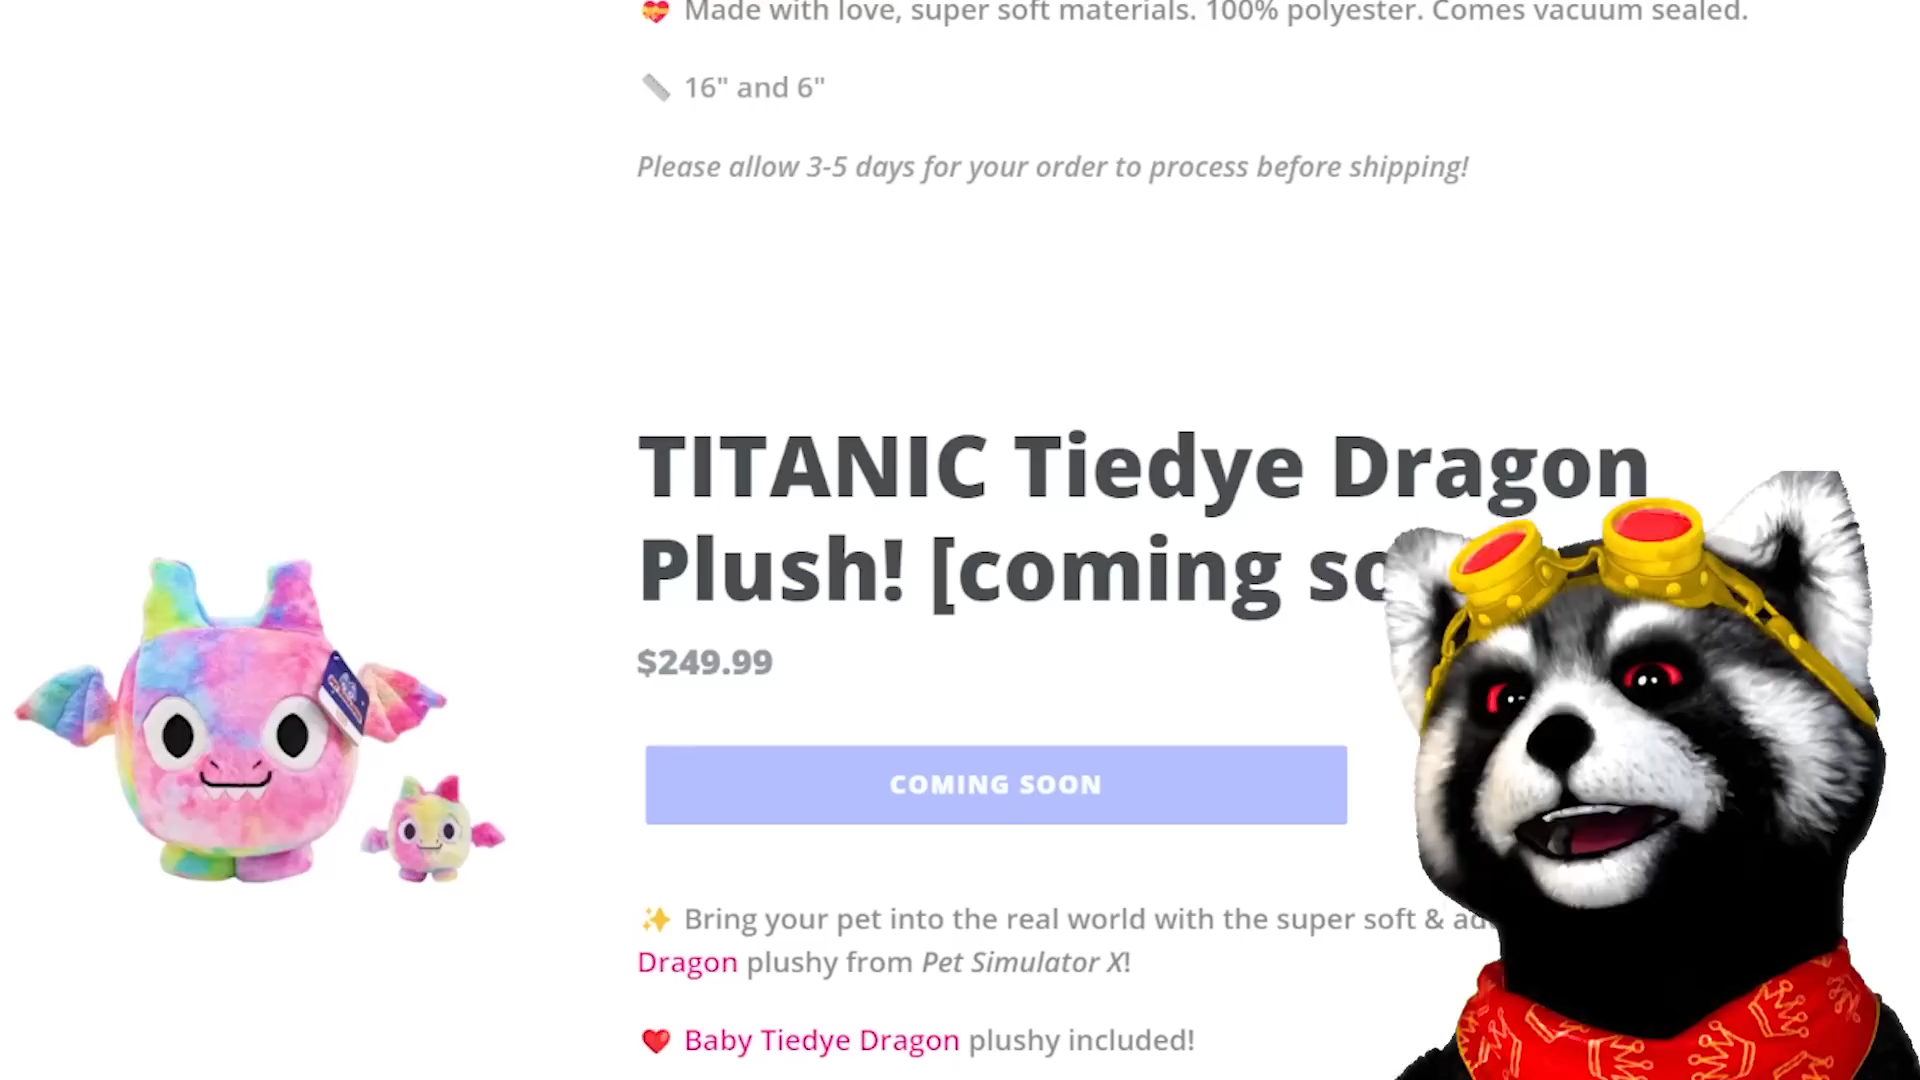 Made with love, super soft materials. 100% polyester. Comes vacuum sealed.
16" and 6"
Please allow 3-5 days for your order to process before shipping!
TITANIC Tiedye Dragon
Plush! [coming so
$249.99
COMING SOON
Bring your pet into the real world with the super soft & ad
Dragon plushy from Pet Simulator X!
Baby Tiedye Dragon plushy included!